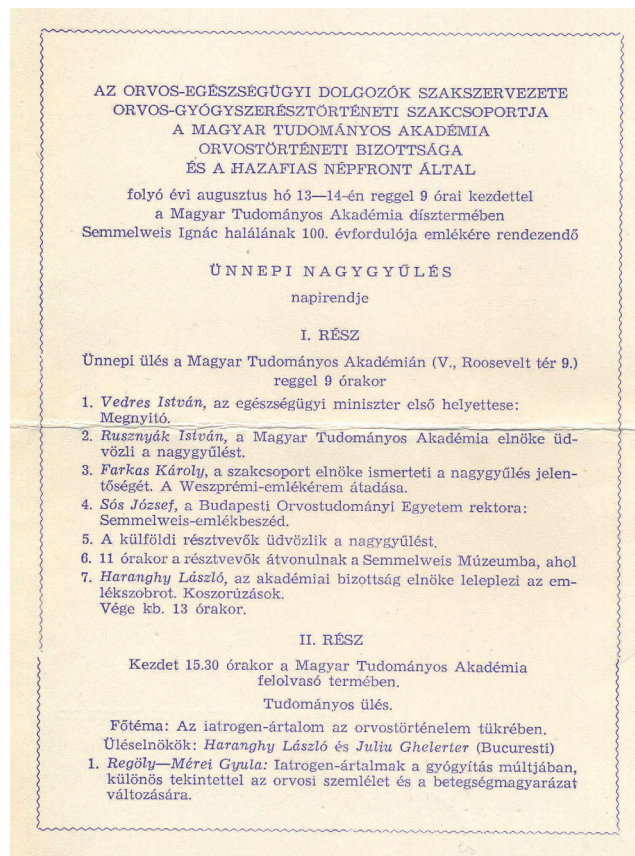 AZ ORVOS-EGÉSZSÉGÜGYI DOLGOZÓK SZAKSZERVEZETE
ORVOS-GYÓGYSZERÉSZTÖRTÉNETI SZAKCSOPORTJA
A MAGYAR TUDOMÁNYOS AKADÉMIA
ORVOSTÖRTÉNETI BIZOTTSÁGA
ÉS A HAZAFIAS NÉPFRONT ÁLTAL
folyó évi augusztus hó 13—14-én reggel 9 órai kezdettel
a Magyar Tudományos Akadémia dísztermében
Semmelweis Ignác halálának 100. évfordulója emlékére rendezendő
ÜNNEPI NAGYGYŰLÉS
napirendje
I. RÉSZ
Ünnepi ülés a Magyar Tudományos Akadémián (V., Roosevelt tér 9.)
reggel 9 órakor
1. Vedres István, az egészségügyi miniszter első helyettese:
Megnyitó.
2. Rusznyák István, a Magyar Tudományos Akadémia elnöke üd-
vözli a nagygyűlést.
3. Farkas Károly, a szakcsoport elnöke ismerteti a nagygyűlés jelen-
tőségét. A Weszprémi-emlékérem átadása.
4. Sós József, a Budapesti Orvostudományi Egyetem rektora:
Semmelweis-emlékbeszéd.
5. A külföldi résztvevők üdvözlik a nagygyűlést.
6. 11 órakor a résztvevők átvonulnak a Semmelweis Múzeumba, ahol
7. Haranghy László, az akadémiai bizottság elnöke leleplezi az em-
lékszobrot. Koszorúzások.
Vége kb. 13 órakor.
II. RÉSZ
Kezdet 15.30 órakor a Magyar Tudományos Akadémia
felolvasó termében.
Tudományos ülés.
Főtéma: Az iatrogen-ártalom az orvostörténelem tükrében.
Üléselnökök: Haranghy László és Juliu Ghelerter (Bucuresti)
1. Regöly—Mérei Gyula: Iatrogen-ártalmak a gyógyítás múltjában,
különös tekintettel az orvosi szemlélet és a betegségmagyarázat
változására.